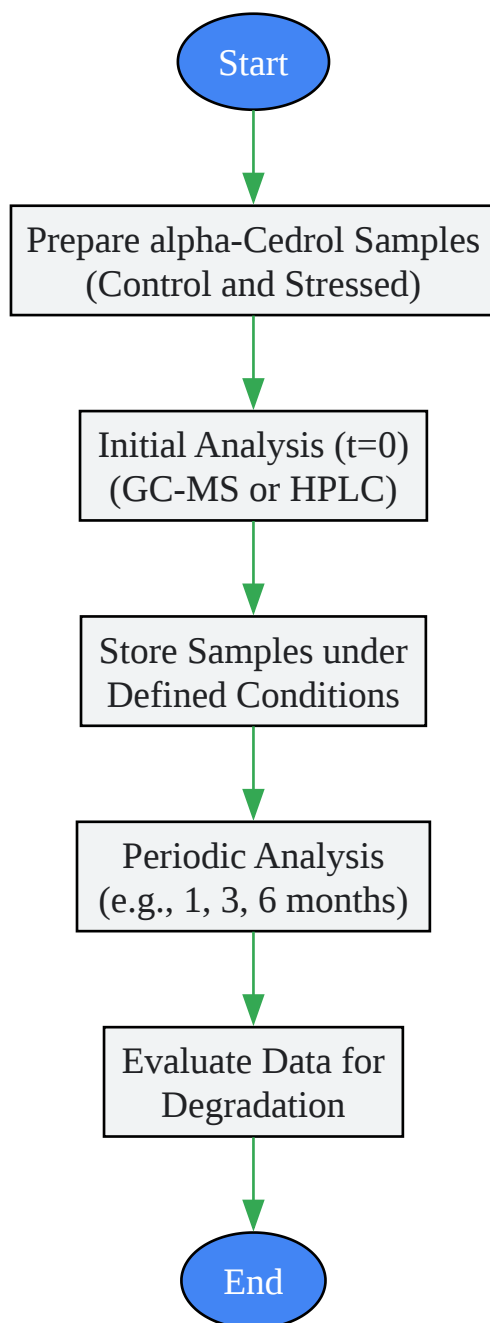 Start
Prepare alpha-Cedrol Samples
(Control and Stressed)
Initial Analysis (t=0)
(GC-MS or HPLC)
Store Samples under
Defined Conditions
Periodic Analysis
(e.g., 1, 3, 6 months)
Evaluate Data for
Degradation
End